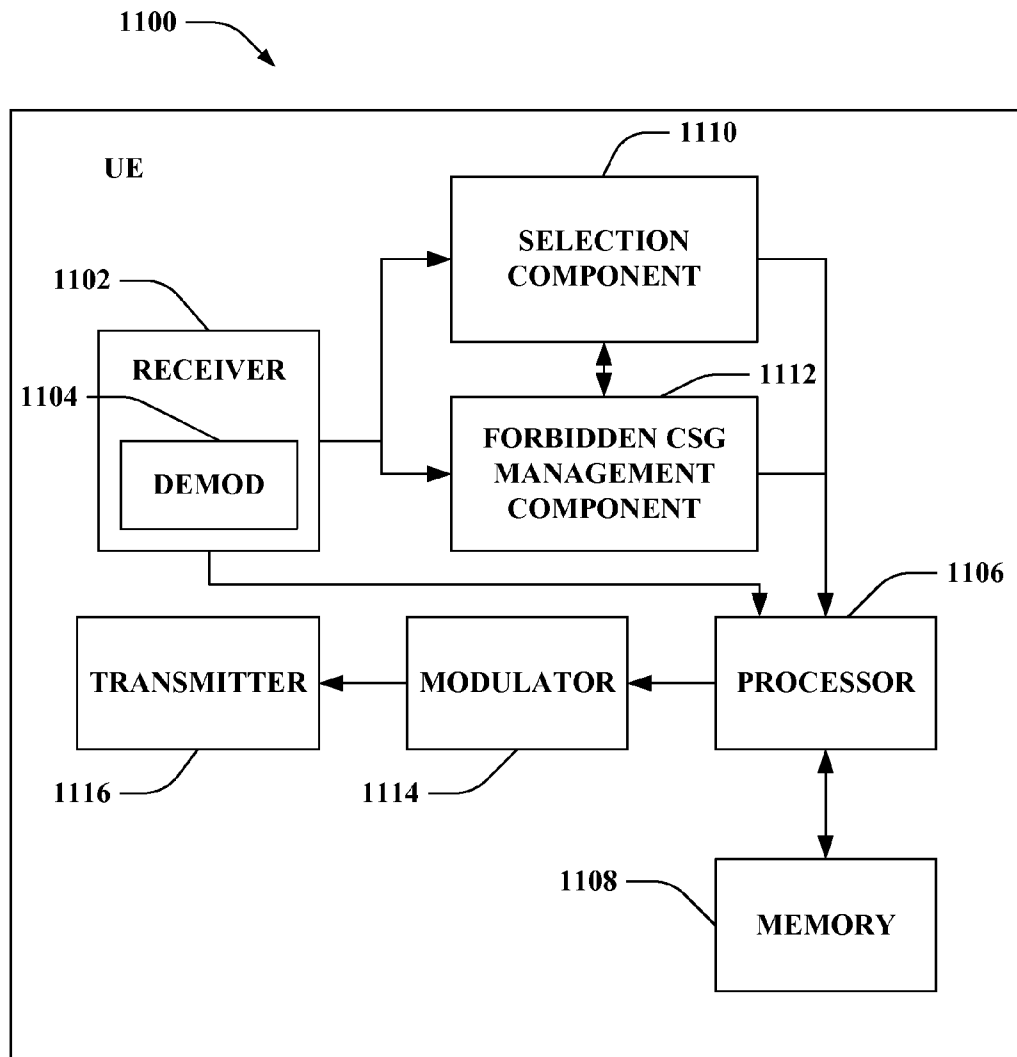 1100
UE
1110
SELECTION
COMPONENT
1102
RECEIVER
1104
DEMOD
1112
FORBIDDEN CSG
MANAGEMENT
COMPONENT
1106
TRANSMITTER
MODULATOR
PROCESSOR
1116
1114
1108
MEMORY